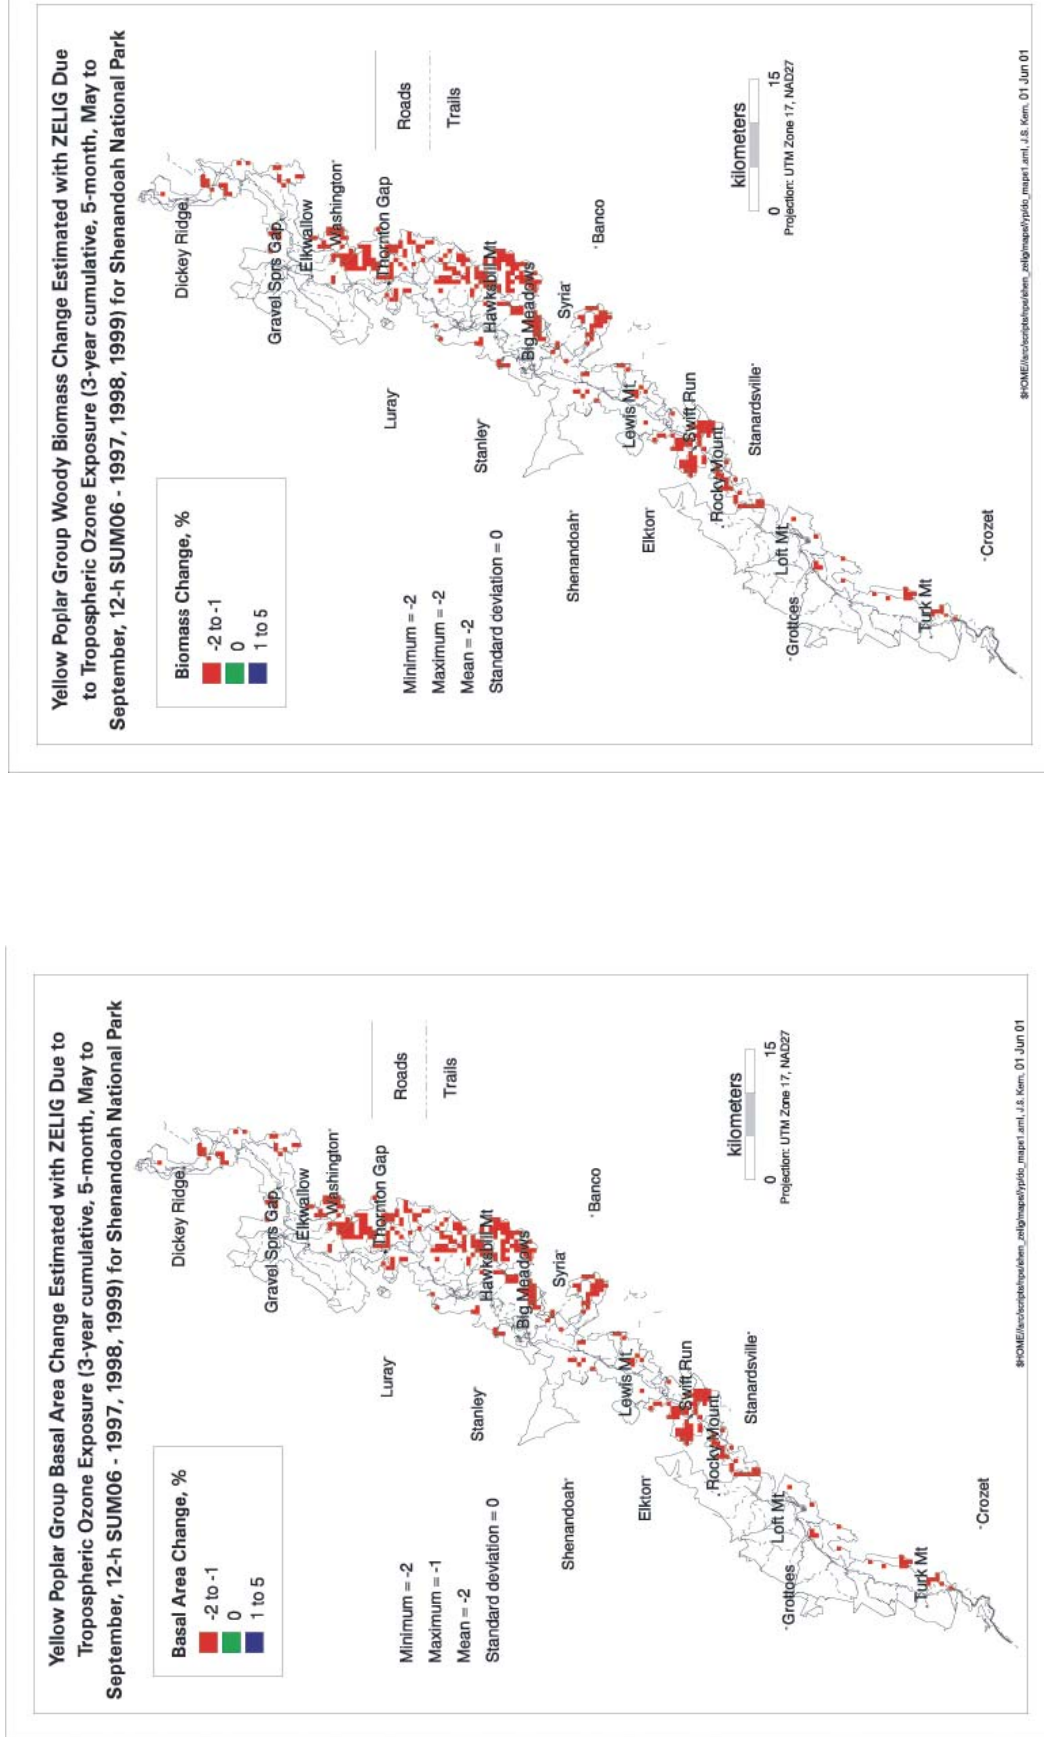 Yellow Poplar Group Basal Area Change Estimated with ZELIG Due to
Tropospheric Ozone Exposure (3-year cumulative, 5-month, May to
September, 12-h SUM06 - 1997, 1998, 1999) for Shenandoah National Park
Basal Area Change, %
-2 to -1
0
1 to 5
Minimum = -2
Maximum = -1
Mean = -2
Standard deviation = 0
Dickey Ridge
Gravel Sprs Gap
Elkwallow
Washington
Thornton Gap
Roads
Trails
Luray
Stanley
Hawksbill Mt
Big Meadows
Syria
Banco
Shenandoah
Elkton
Lewis Mt
Swift Run
Rocky Mount
Stanardsville
Grottoes
Loft Mt
Turk Mt
Crozet
kilometers
0 15
Projection: UTM Zone 17, NAD27
Yellow Poplar Group Woody Biomass Change Estimated with ZELIG Due
to Tropospheric Ozone Exposure (3-year cumulative, 5-month, May to
September, 12-h SUM06 - 1997, 1998, 1999) for Shenandoah National Park
Biomass Change, %
-2 to -1
0
1 to 5
Minimum = -2
Maximum = -2
Mean = -2
Standard deviation = 0
Dickey Ridge
Gravel Sprs Gap
Elkwallow
Washington
Thornton Gap
Roads
Trails
Luray
Stanley
Hawksbill Mt
Big Meadows
Syria
Banco
Shenandoah
Elkton
Lewis Mt
Swift Run
Rocky Mount
Stanardsville
Grottoes
Loft Mt
Turk Mt
Crozet
kilometers
0 15
Projection: UTM Zone 17, NAD27